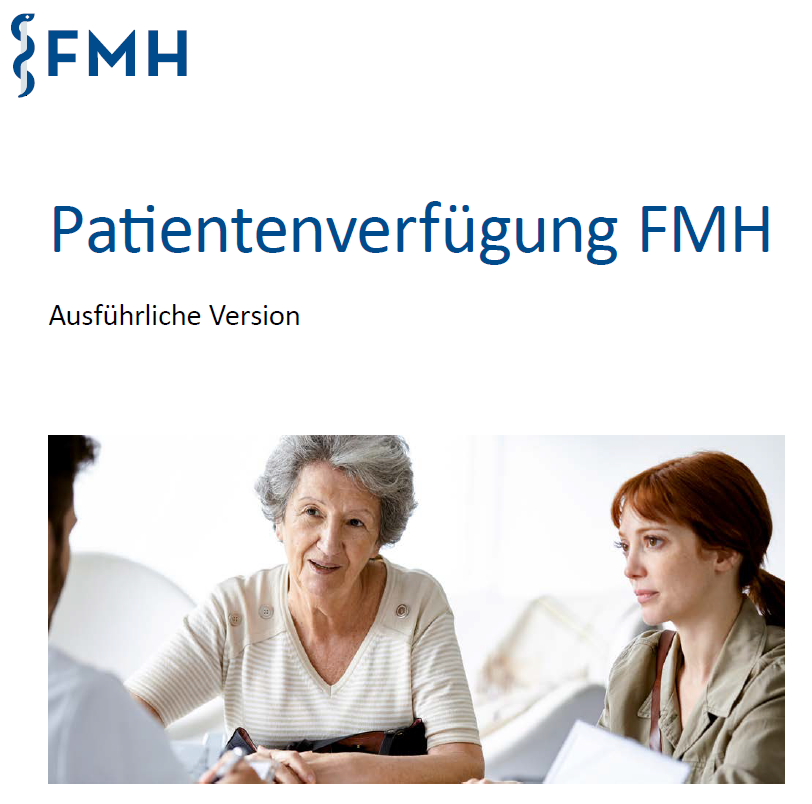 FMH
Patientenverfügung FMH
Ausführliche Version